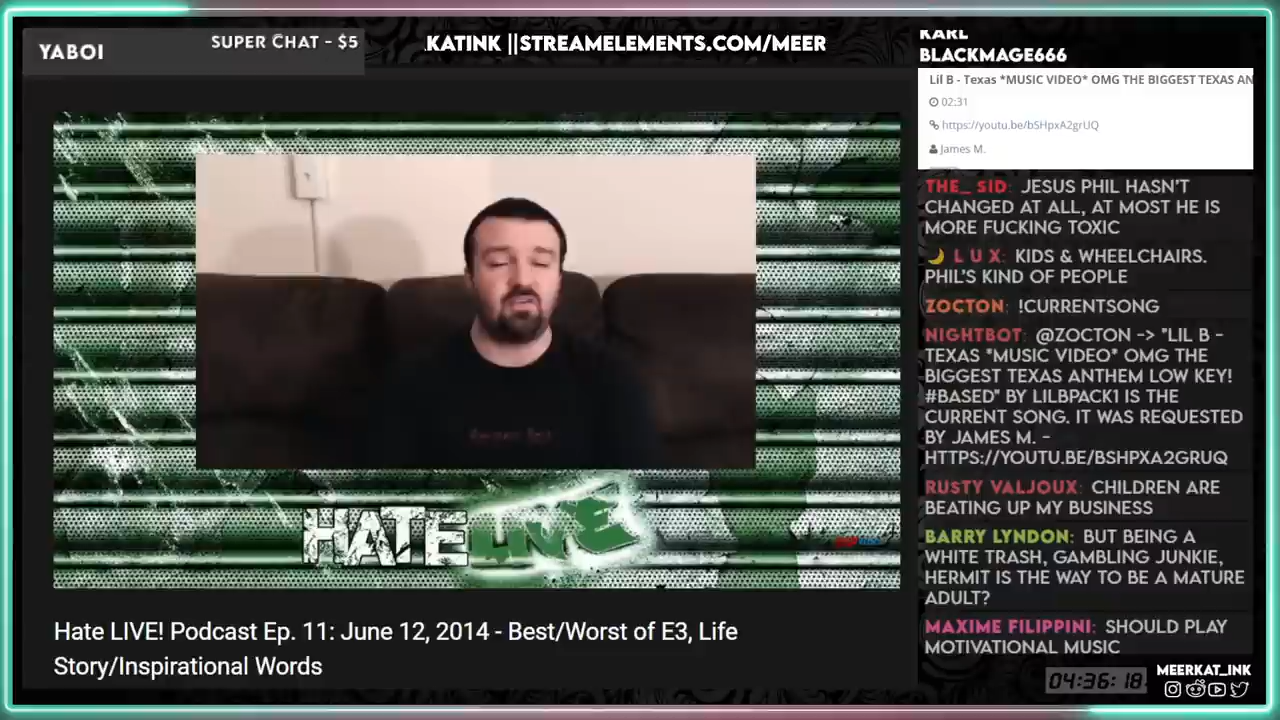 YABOI
SUPER CHAT - $5
.KATINK ||STREAMELEMENTS.COM/MEER
KARL
BLACKMAGE666
Lil B - Texas *MUSIC VIDEO* OMG THE BIGGEST TEXAS AN
02:31
https://youtu.be/bSHpxA2grUQ
James M.
THE_ SID: JESUS PHIL HASN'T
CHANGED AT ALL, AT MOST HE IS
MORE FUCKING TOXIC
🌙 L U X: KIDS & WHEELCHAIRS.
PHIL'S KIND OF PEOPLE
ZOCTON: !CURRENTSONG
NIGHTBOT: @ZOCTON -> "LIL B -
TEXAS *MUSIC VIDEO* OMG THE
BIGGEST TEXAS ANTHEM LOW KEY!
#BASED" BY LILBPACK1 IS THE
CURRENT SONG. IT WAS REQUESTED
BY JAMES M. -
HTTPS://YOUTU.BE/BSHPXA2GRUQ
RUSTY VALJOUX: CHILDREN ARE
BEATING UP MY BUSINESS
BARRY LYNDON: BUT BEING A
WHITE TRASH, GAMBLING JUNKIE,
HERMIT IS THE WAY TO BE A MATURE
ADULT?
MAXIME FILIPPINI: SHOULD PLAY
MOTIVATIONAL MUSIC
HATE LIVE
Hate LIVE! Podcast Ep. 11: June 12, 2014 - Best/Worst of E3, Life
Story/Inspirational Words
04:36:18
MEERKAT_INK